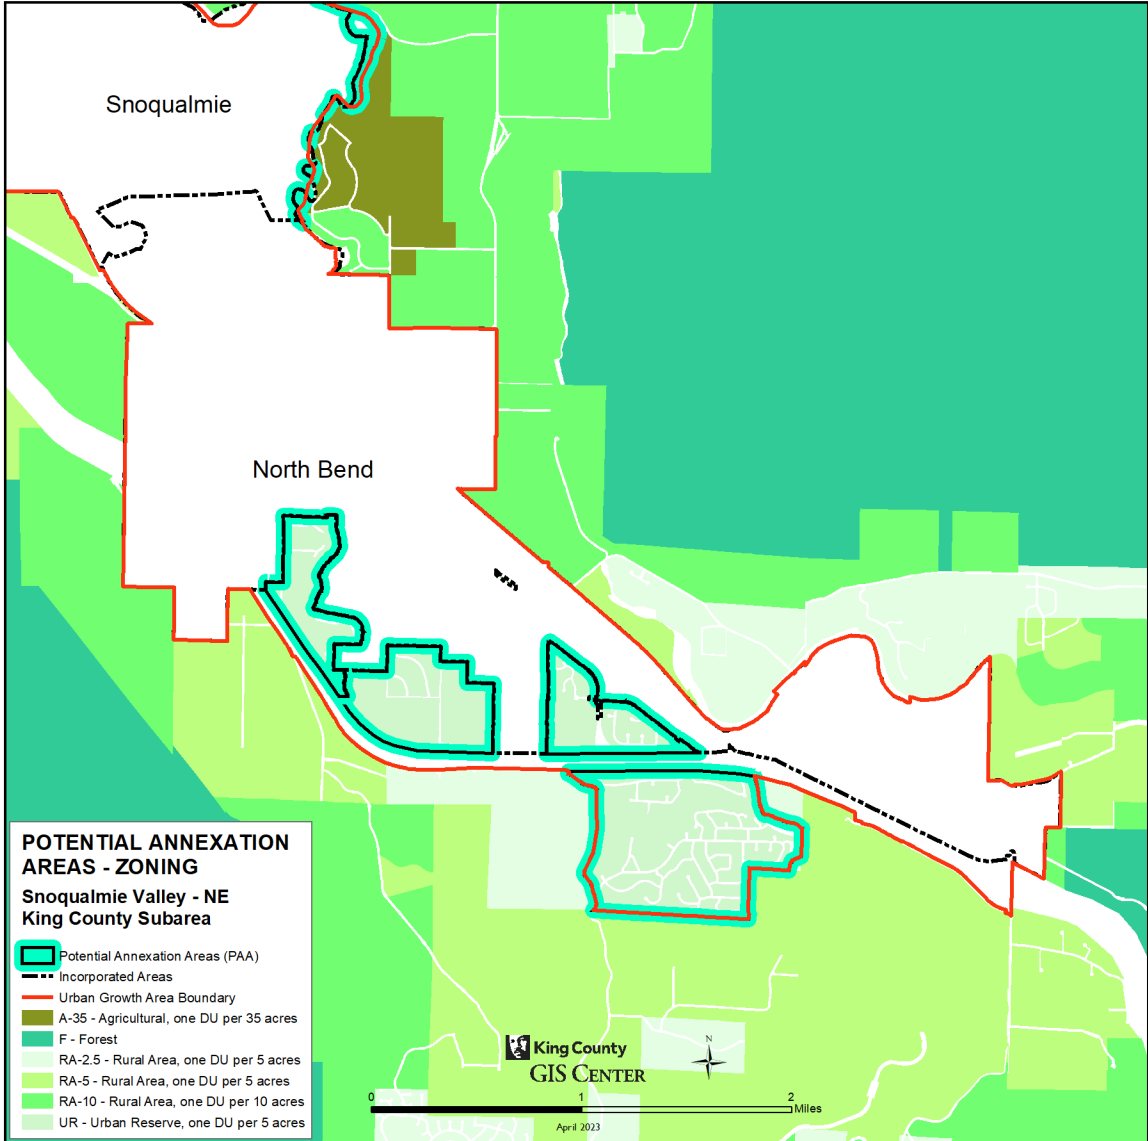 Snoqualmie
North Bend
POTENTIAL ANNEXATION
AREAS - ZONING
Snoqualmie Valley - NE
King County Subarea
Potential Annexation Areas (PAA)
Incorporated Areas
Urban Growth Area Boundary
A-35 - Agricultural, one DU per 35 acres
F - Forest
RA-2.5 - Rural Area, one DU per 5 acres
RA-5 - Rural Area, one DU per 5 acres
RA-10 - Rural Area, one DU per 10 acres
UR - Urban Reserve, one DU per 5 acres
King County
GIS CENTER
N
0 1 2
Miles
April 2023